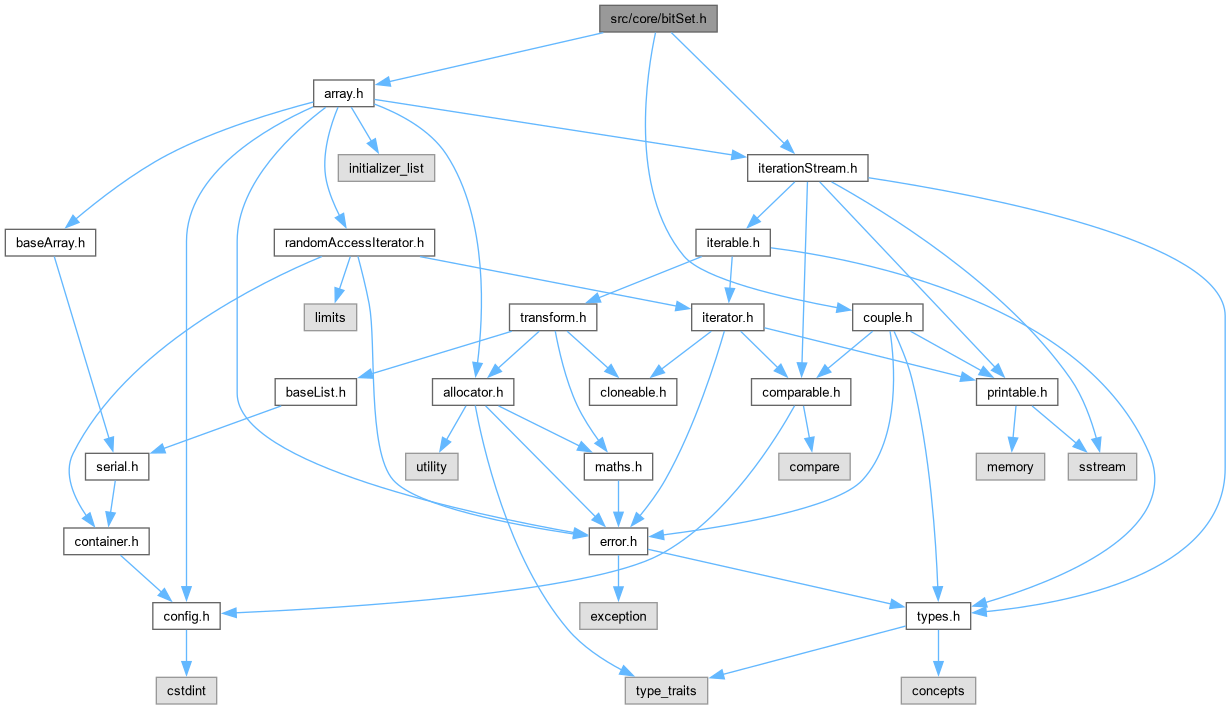 src/core/bitSet.h
array.h
initializer_list
iterationStream.h
baseArray.h
randomAccessIterator.h
iterable.h
limits
transform.h
iterator.h
couple.h
baseList.h
allocator.h
cloneable.h
comparable.h
printable.h
serial.h
utility
maths.h
compare
memory
sstream
container.h
error.h
config.h
exception
types.h
cstdint
type_traits
concepts